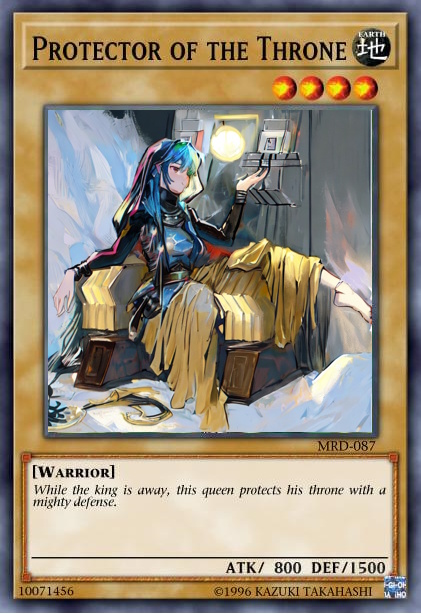 PROTECTOR OF THE THRONE
EARTH
地
MRD-087
[WARRIOR]
While the king is away, this queen protects his throne with a
mighty defense.
ATK/ 800 DEF/1500
10071456
©1996 KAZUKI TAKAHASHI